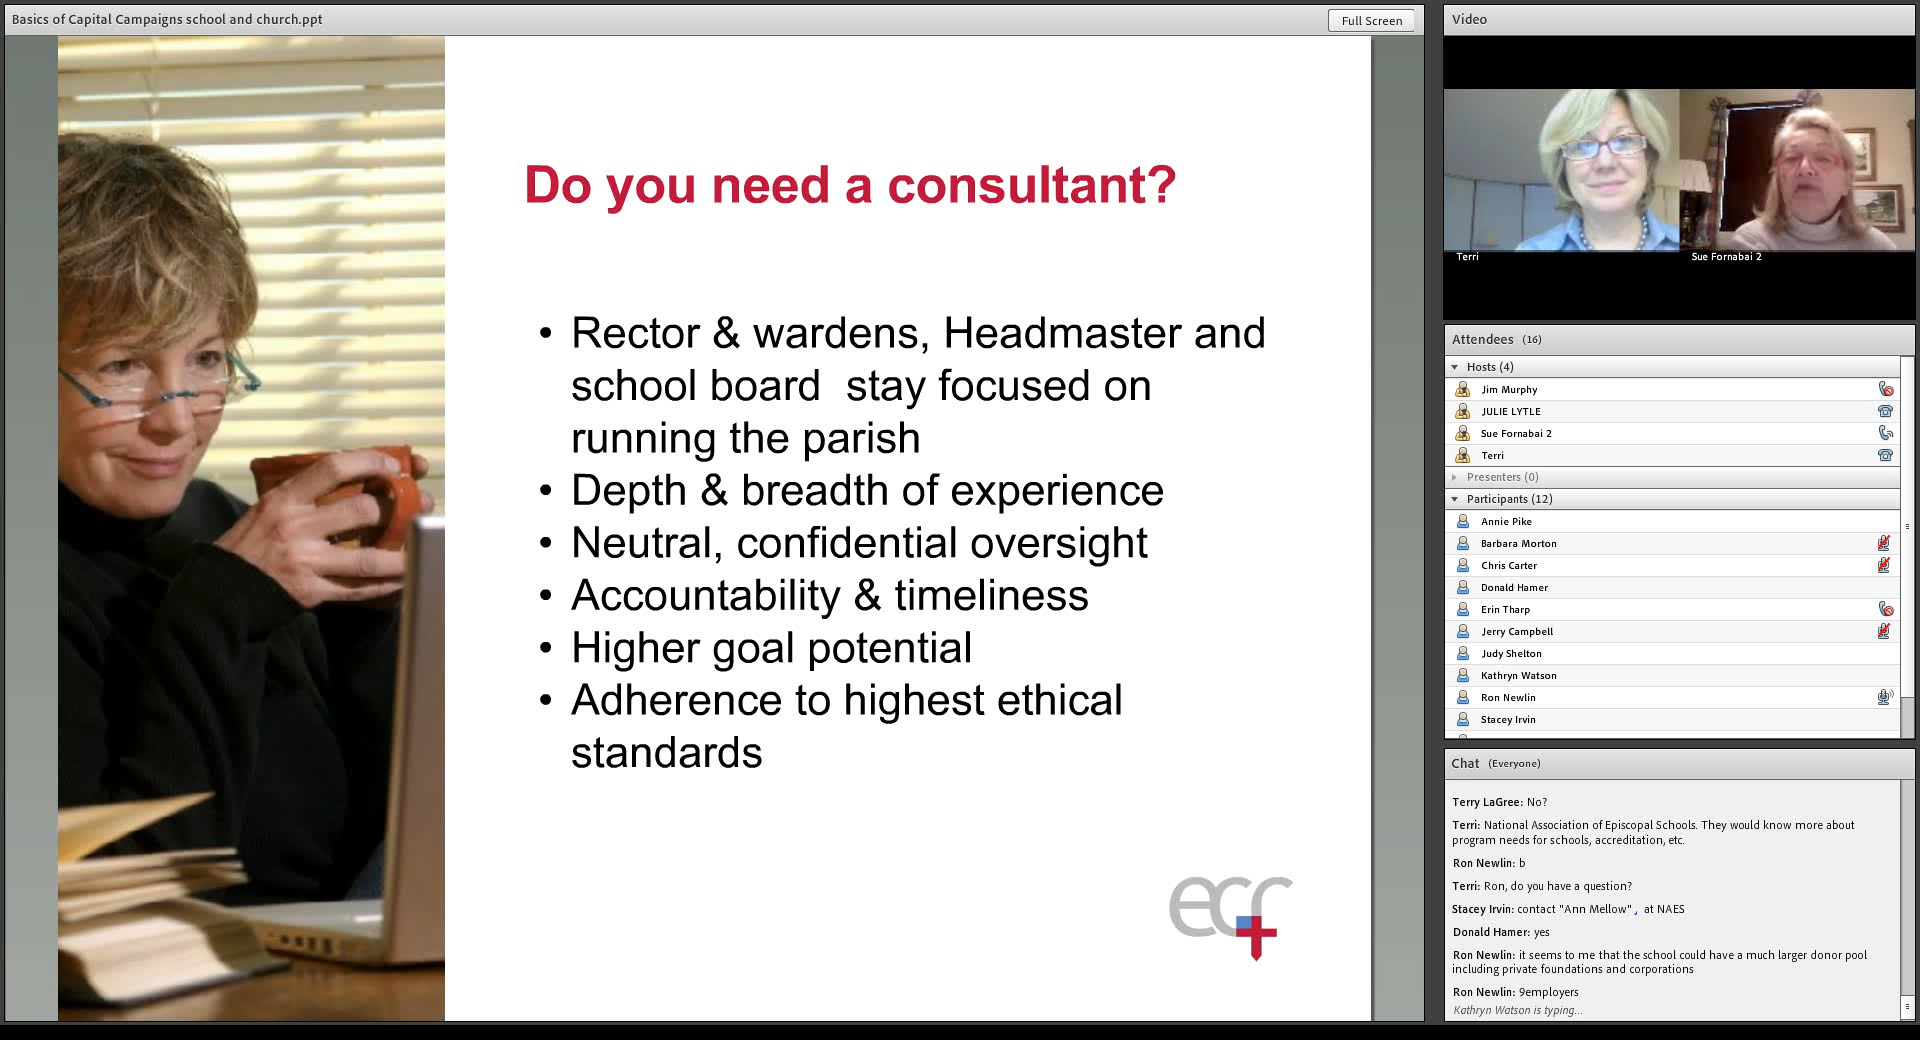 Basics of Capital Campaigns school and church.ppt
Full Screen
Do you need a consultant?
• Rector & wardens, Headmaster and
school board  stay focused on
running the parish
• Depth & breadth of experience
• Neutral, confidential oversight
• Accountability & timeliness
• Higher goal potential
• Adherence to highest ethical
standards
ecf
Video
Terri
Sue Fornabai 2
Attendees (16)
Hosts (4)
Jim Murphy
JULIE LYTLE
Sue Fornabai 2
Terri
Presenters (0)
Participants (12)
Annie Pike
Barbara Morton
Chris Carter
Donald Hamer
Erin Tharp
Jerry Campbell
Judy Shelton
Kathryn Watson
Ron Newlin
Stacey Irvin
Chat (Everyone)
Terry LaGree: No?
Terri: National Association of Episcopal Schools. They would know more about
program needs for schools, accreditation, etc.
Ron Newlin: b
Terri: Ron, do you have a question?
Stacey Irvin: contact "Ann Mellow", at NAES
Donald Hamer: yes
Ron Newlin: it seems to me that the school could have a much larger donor pool
including private foundations and corporations
Ron Newlin: 9employers
Kathryn Watson is typing...